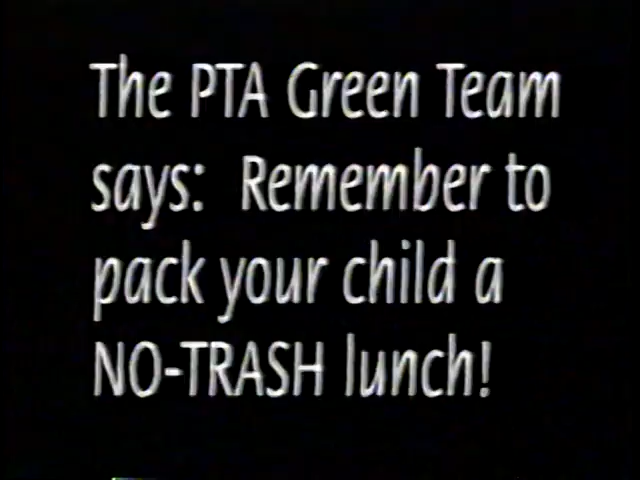 The PTA Green Team
says:  Remember to
pack your child a
NO-TRASH lunch!